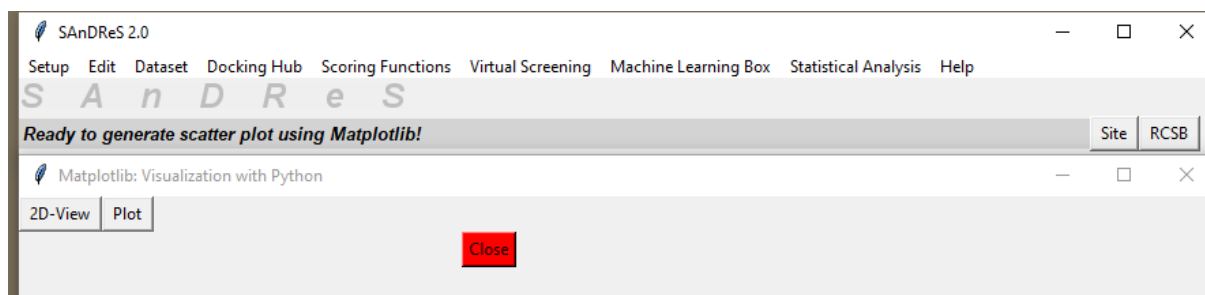 SAnDReS 2.0
Setup Edit Dataset Docking Hub Scoring Functions Virtual Screening Machine Learning Box Statistical Analysis Help
S A n D R e S
Ready to generate scatter plot using Matplotlib! Site RCSB
Matplotlib: Visualization with Python
2D-View Plot
Close